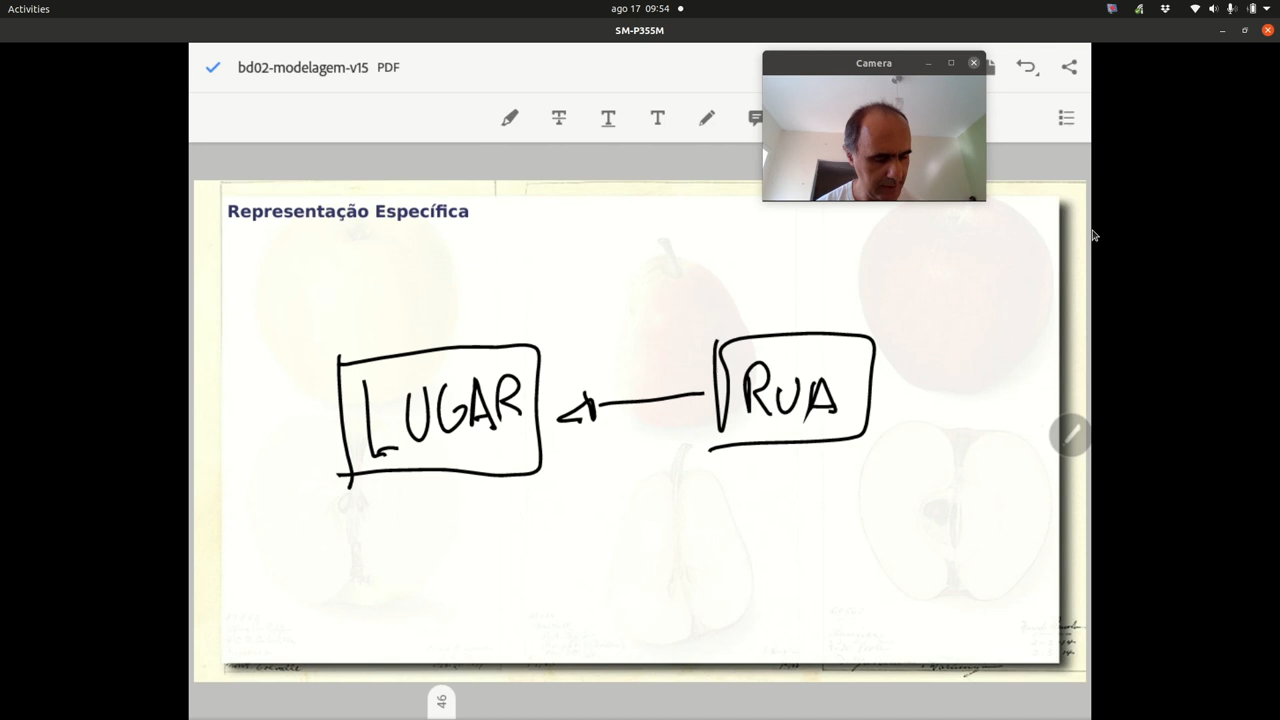 Activities
ago 17 09:54
SM-P355M
bd02-modelagem-v15 PDF
Camera
T T T
Representação Específica
LUGAR
RUA
46